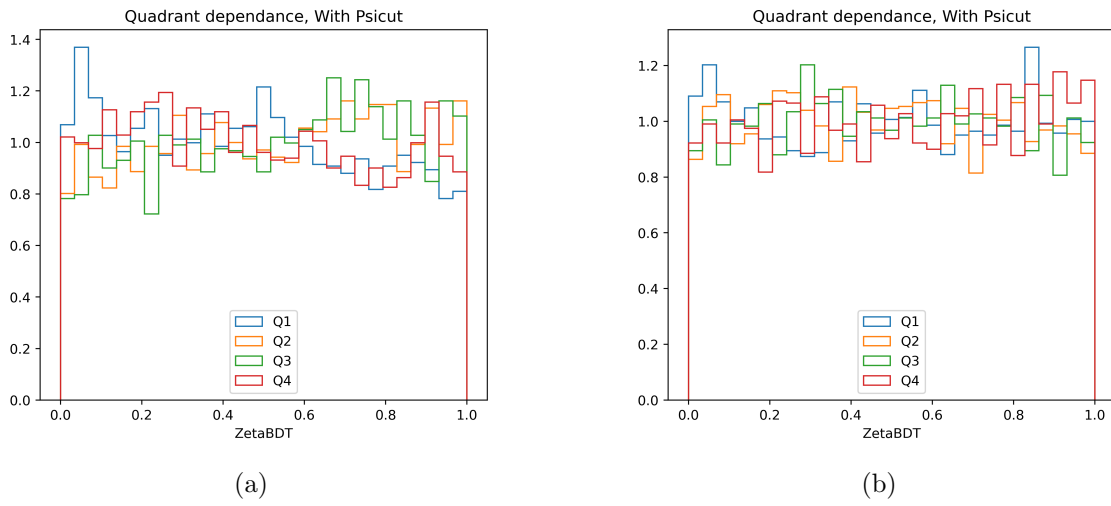 Quadrant dependance, With Psicut
1.4
1.2
1.0
0.8
0.6
0.4
0.2
0.0
Q1
Q2
Q3
Q4
0.0 0.2 0.4 0.6 0.8 1.0
ZetaBDT
(a)
Quadrant dependance, With Psicut
1.2
1.0
0.8
0.6
0.4
0.2
0.0
Q1
Q2
Q3
Q4
0.0 0.2 0.4 0.6 0.8 1.0
ZetaBDT
(b)